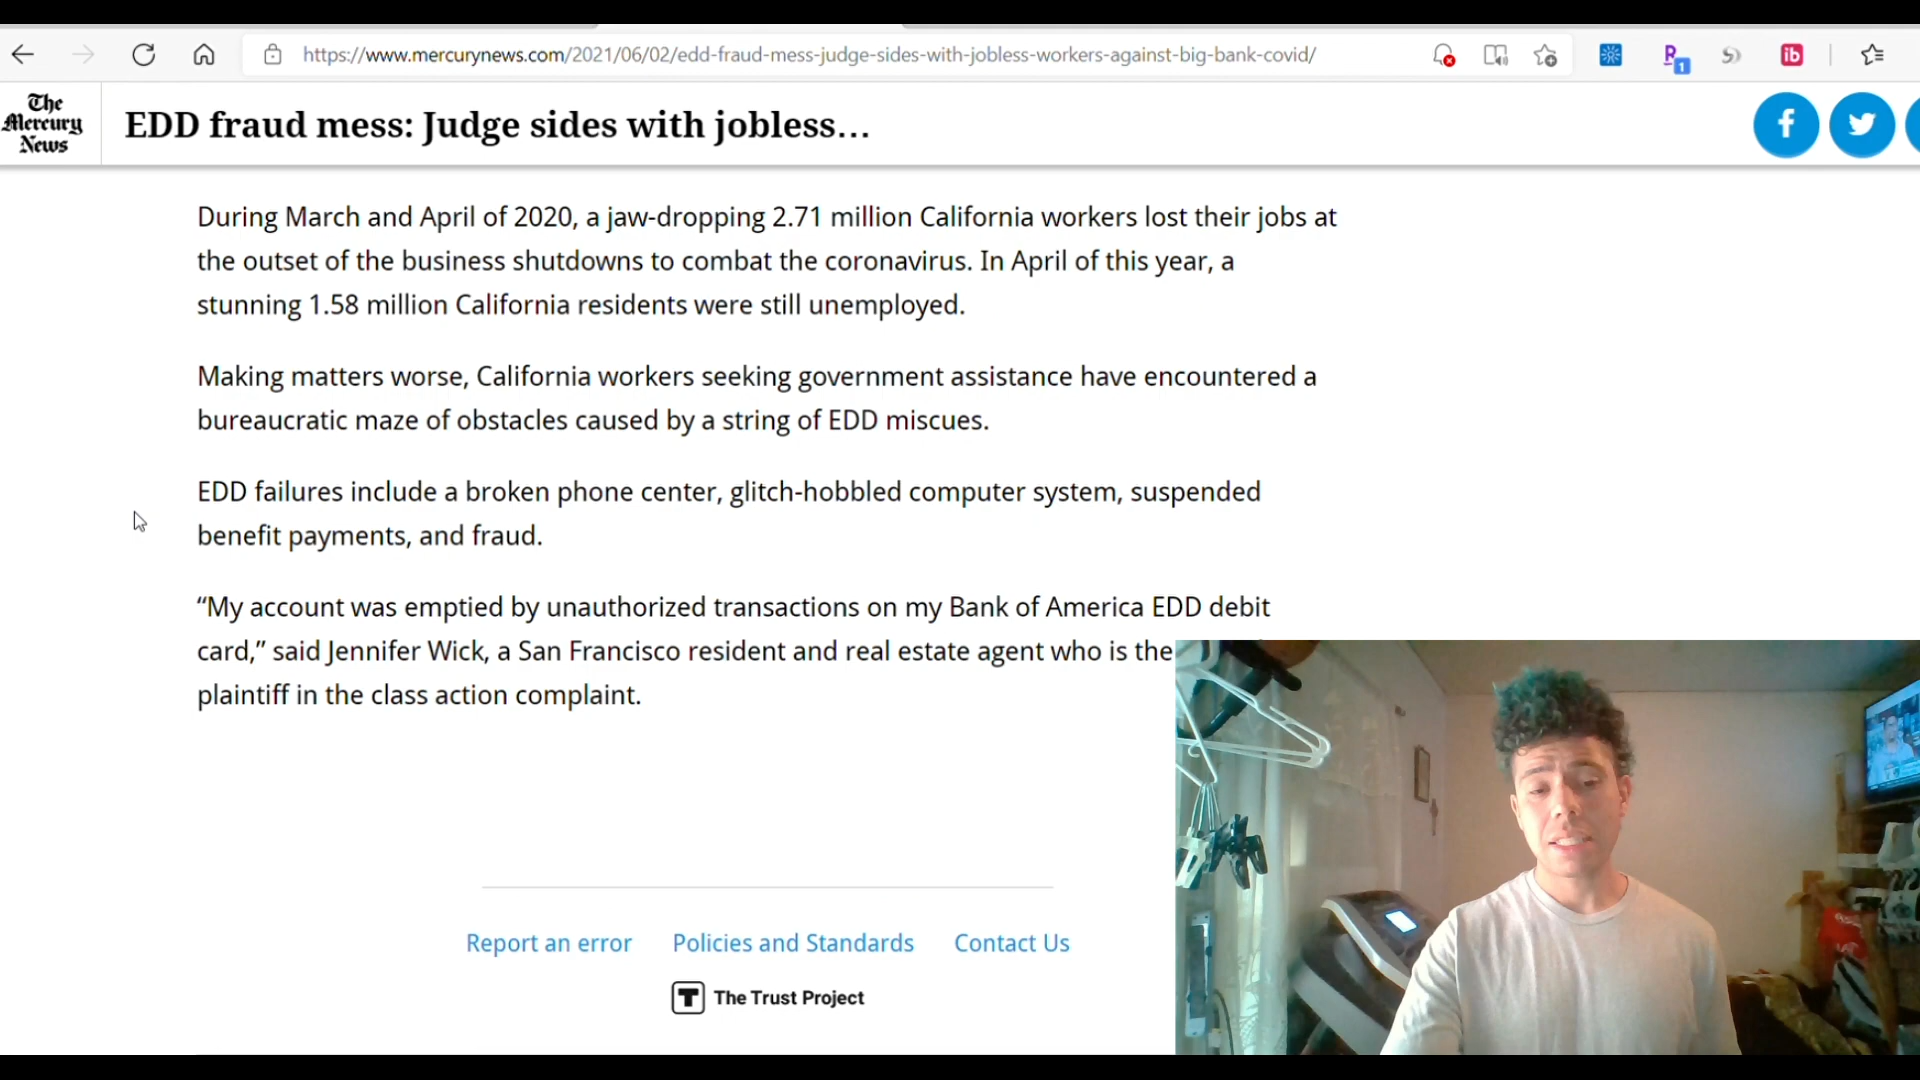 https://www.mercurynews.com/2021/06/02/edd-fraud-mess-judge-sides-with-jobless-workers-against-big-bank-covid/
R
1
ib
The
Mercury
News
EDD fraud mess: Judge sides with jobless...
During March and April of 2020, a jaw-dropping 2.71 million California workers lost their jobs at
the outset of the business shutdowns to combat the coronavirus. In April of this year, a
stunning 1.58 million California residents were still unemployed.
Making matters worse, California workers seeking government assistance have encountered a
bureaucratic maze of obstacles caused by a string of EDD miscues.
EDD failures include a broken phone center, glitch-hobbled computer system, suspended
benefit payments, and fraud.
“My account was emptied by unauthorized transactions on my Bank of America EDD debit
card,” said Jennifer Wick, a San Francisco resident and real estate agent who is the
plaintiff in the class action complaint.
Report an error Policies and Standards Contact Us
T The Trust Project